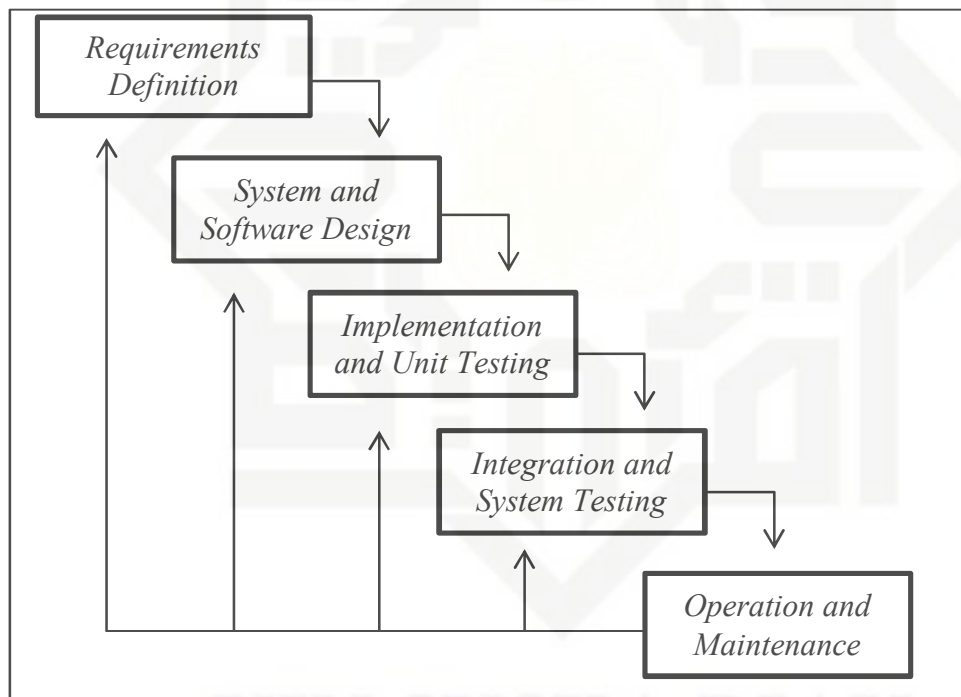 Requirements
Definition
System and
Software Design
Implementation
and Unit Testing
Integration and
System Testing
Operation and
Maintenance